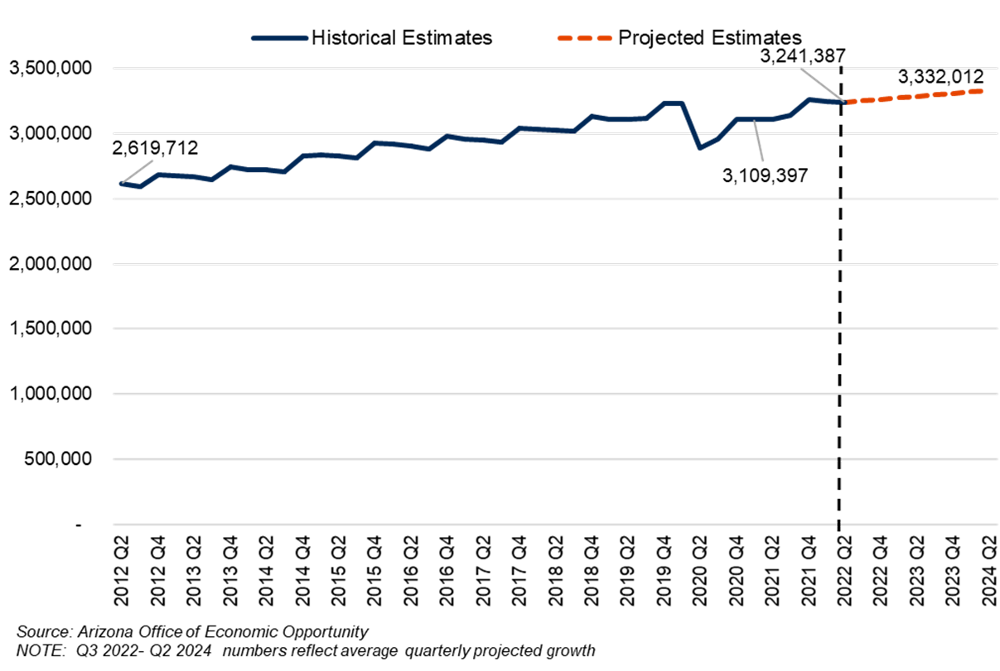 Historical Estimates
Projected Estimates
3,241,387
3,500,000
3,332,012
3,000,000
2,619,712
3,109,397
2,500,000
2,000,000
1,500,000
1,000,000
500,000
-
2012 Q2
2012 Q4
2013 Q2
2013 Q4
2014 Q2
2014 Q4
2015 Q2
2015 Q4
2016 Q2
2016 Q4
2017 Q2
2017 Q4
2018 Q2
2018 Q4
2019 Q2
2019 Q4
2020 Q2
2020 Q4
2021 Q2
2021 Q4
2022 Q2
2022 Q4
2023 Q2
2023 Q4
2024 Q2
Source: Arizona Office of Economic Opportunity
NOTE: Q3 2022- Q2 2024 numbers reflect average quarterly projected growth